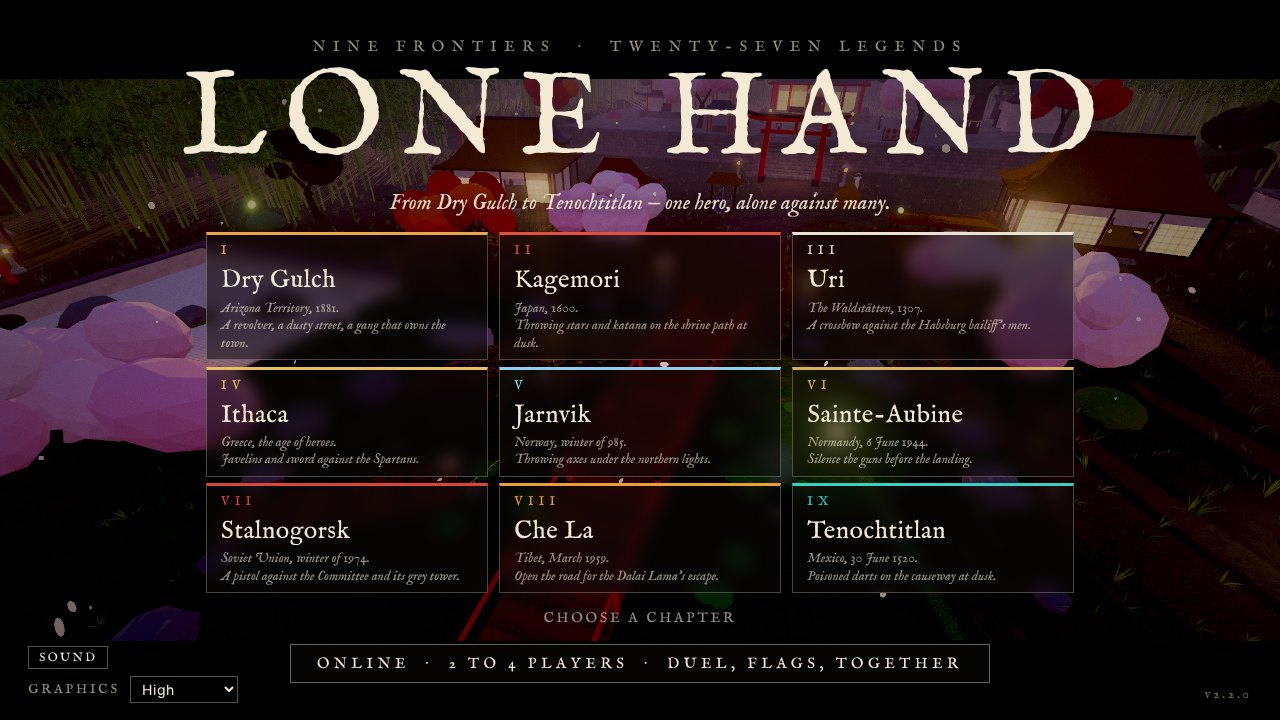 NINE FRONTIERS · TWENTY-SEVEN LEGENDS
LONE HAND
From Dry Gulch to Tenochtitlan — one hero, alone against many.
I
Dry Gulch
Arizona Territory, 1881.
A revolver, a dusty street, a gang that owns the
town.
II
Kagemori
Japan, 1600.
Throwing stars and katana on the shrine path at
dusk.
III
Uri
The Waldstätten, 1307.
A crossbow against the Habsburg bailiff's men.
IV
Ithaca
Greece, the age of heroes.
Javelins and sword against the Spartans.
V
Jarnvik
Norway, winter of 985.
Throwing axes under the northern lights.
VI
Sainte-Aubine
Normandy, 6 June 1944.
Silence the guns before the landing.
VII
Stalnogorsk
Soviet Union, winter of 1974.
A pistol against the Committee and its grey tower.
VIII
Che La
Tibet, March 1959.
Open the road for the Dalai Lama's escape.
IX
Tenochtitlan
Mexico, 30 June 1520.
Poisoned darts on the causeway at dusk.
CHOOSE A CHAPTER
ONLINE · 2 TO 4 PLAYERS · DUEL, FLAGS, TOGETHER
SOUND
GRAPHICS High
V2.2.0